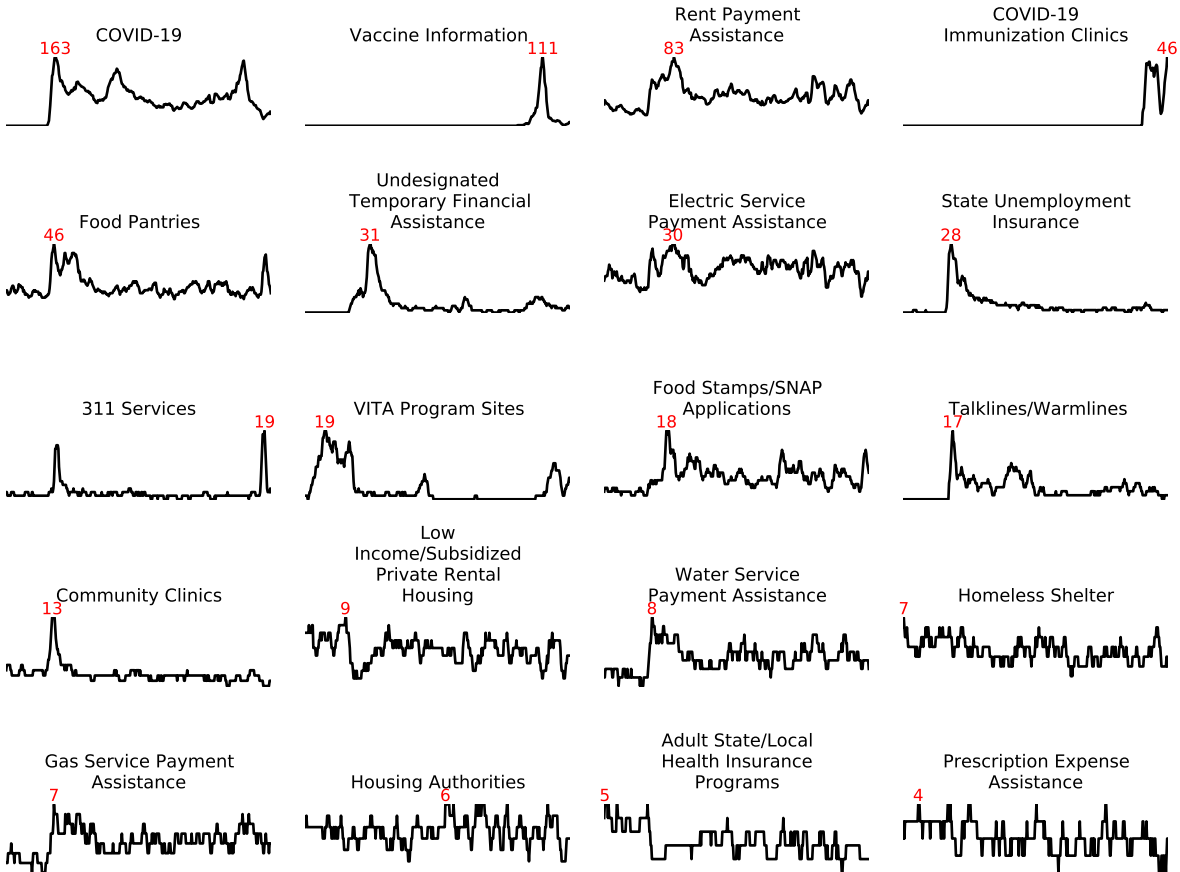 COVID-19
163
Vaccine Information
111
Rent Payment
Assistance
83
COVID-19
Immunization Clinics
46
Food Pantries
46
Undesignated
Temporary Financial
Assistance
31
Electric Service
Payment Assistance
30
State Unemployment
Insurance
28
311 Services
19
VITA Program Sites
19
Food Stamps/SNAP
Applications
18
Talklines/Warmlines
17
Community Clinics
13
Low
Income/Subsidized
Private Rental
Housing
9
Water Service
Payment Assistance
8
Homeless Shelter
7
Gas Service Payment
Assistance
7
Housing Authorities
6
Adult State/Local
Health Insurance
Programs
5
Prescription Expense
Assistance
4